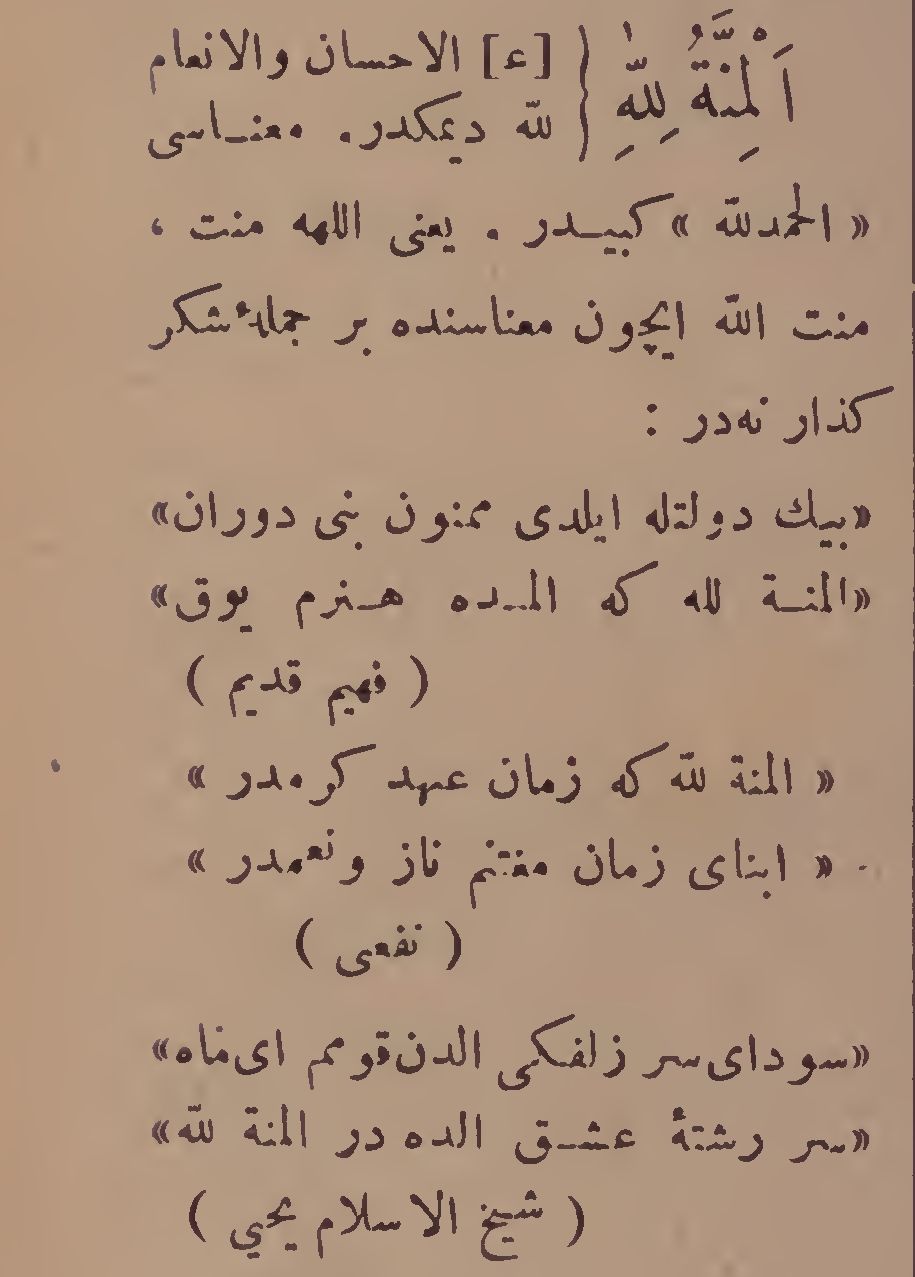 اَلْمِنَّةُ لِلّٰهِ } [ء] الاحسان والانعام
لله ديمكدر. معناسى
« الحمدلله » كبيدر . يعنى اللهه منت ،
منت الله ايچون معناسنده بر جملهٔ شكر
كذار نه‌در :
«بيك دولتله ايلدى ممنون بنى دوران»
«المنة لله كه المده هنرم يوق»
( فهيم قديم )
« المنة لله كه زمان عهد كرمدر »
« ابناى زمان مغتنم ناز ونعمدر »
( نفعى )
«سوداى سر زلفكى الدن قومم اى ماه»
«سر رشتهٔ عشق الده در المنة لله»
( شيخ الاسلام يحيي )